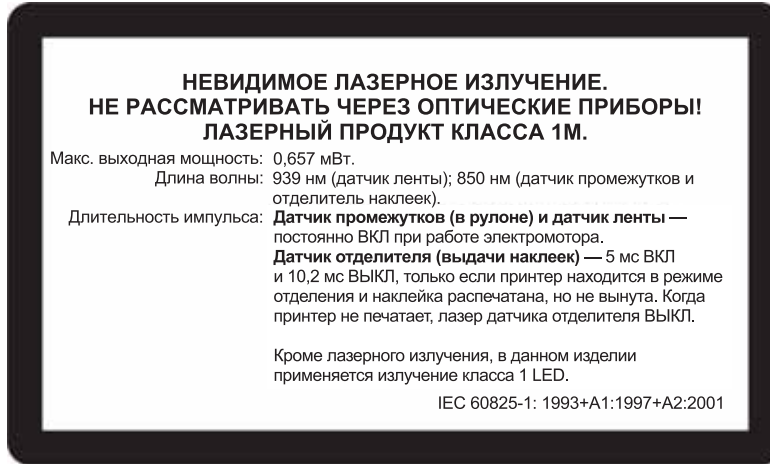 НЕВИДИМОЕ ЛАЗЕРНОЕ ИЗЛУЧЕНИЕ.
НЕ РАССМАТРИВАТЬ ЧЕРЕЗ ОПТИЧЕСКИЕ ПРИБОРЫ!
ЛАЗЕРНЫЙ ПРОДУКТ КЛАССА 1М.
Макс. выходная мощность: 0,657 мВт.
Длина волны: 939 нм (датчик ленты); 850 нм (датчик промежутков и
отделитель наклеек).
Длительность импульса: Датчик промежутков (в рулоне) и датчик ленты —
постоянно ВКЛ при работе электромотора.
Датчик отделителя (выдачи наклеек) — 5 мс ВКЛ
и 10,2 мс ВЫКЛ, только если принтер находится в режиме
отделения и наклейка распечатана, но не вынута. Когда
принтер не печатает, лазер датчика отделителя ВЫКЛ.
Кроме лазерного излучения, в данном изделии
применяется излучение класса 1 LED.
IEC 60825-1: 1993+A1:1997+A2:2001